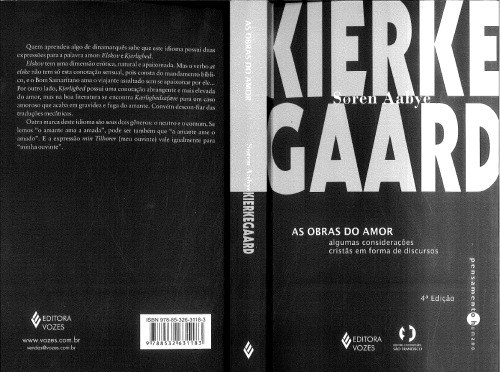 Quem aprendeu algo de dinamarquês sabe que este idioma possui duas
expressões para a palavra amor: Elskov e Kjerlighed.
Elskov tem uma dimensão erótica, natural e apaixonada. Mas o verbo at
elske não tem só esta conotação sensual, pois consta do mandamento bíbli-
co, e o Bom Samaritano ama o viajante assaltado sem se apaixonar por ele.
Por outro lado, Kjerlighed possui uma conotação abrangente e mais elevada
do amor, mas na boa literatura se encontra para um caso
amoroso que acaba em gravidez e fuga do amante. Convém desconfiar das
traduções mecânicas.
Outra marca deste idioma são seus dois gêneros: o neutro e o comum. Se
lemos "o amante ama a amada", pode ser também que "a amante ame o
amado". E a expressão min Tilhører (meu ouvinte) vale igualmente para
"minha ouvinte".
EDITORA
VOZES
www.vozes.com.br
vendas@vozes.com.br
ISBN 978-85-326-3118-3
9 788532 631183
AS OBRAS DO AMOR
Søren Aabye
KIERKEGAARD
KIERKE
Søren Aabye
GAARD
AS OBRAS DO AMOR
algumas considerações
cristãs em forma de discursos
4ª Edição
pensamento humano
EDITORA
VOZES
SÃO FRANCISCO